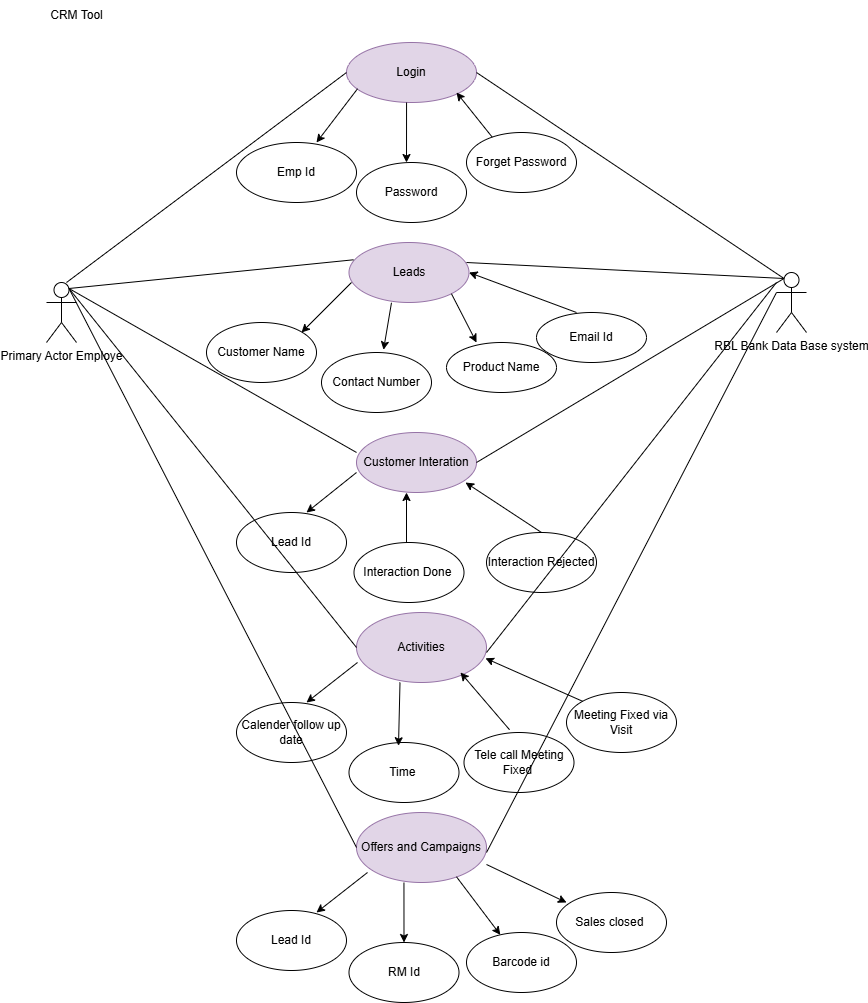 CRM Tool
Login
Emp Id
Password
Forget Password
Leads
Primary Actor Employe
RBL Bank Data Base system
Customer Name
Contact Number
Product Name
Email Id
Customer Interation
Lead Id
Interaction Done
Interaction Rejected
Activities
Calender follow up
date
Time
Tele call Meeting
Fixed
Meeting Fixed via
Visit
Offers and Campaigns
Lead Id
RM Id
Barcode id
Sales closed